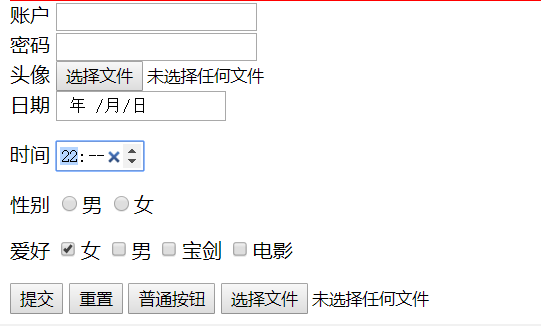 账户
密码
头像 选择文件 未选择任何文件
日期 年 /月/日
时间 22:--
性别 男 女
爱好 女 男 宝剑 电影
提交 重置 普通按钮 选择文件 未选择任何文件